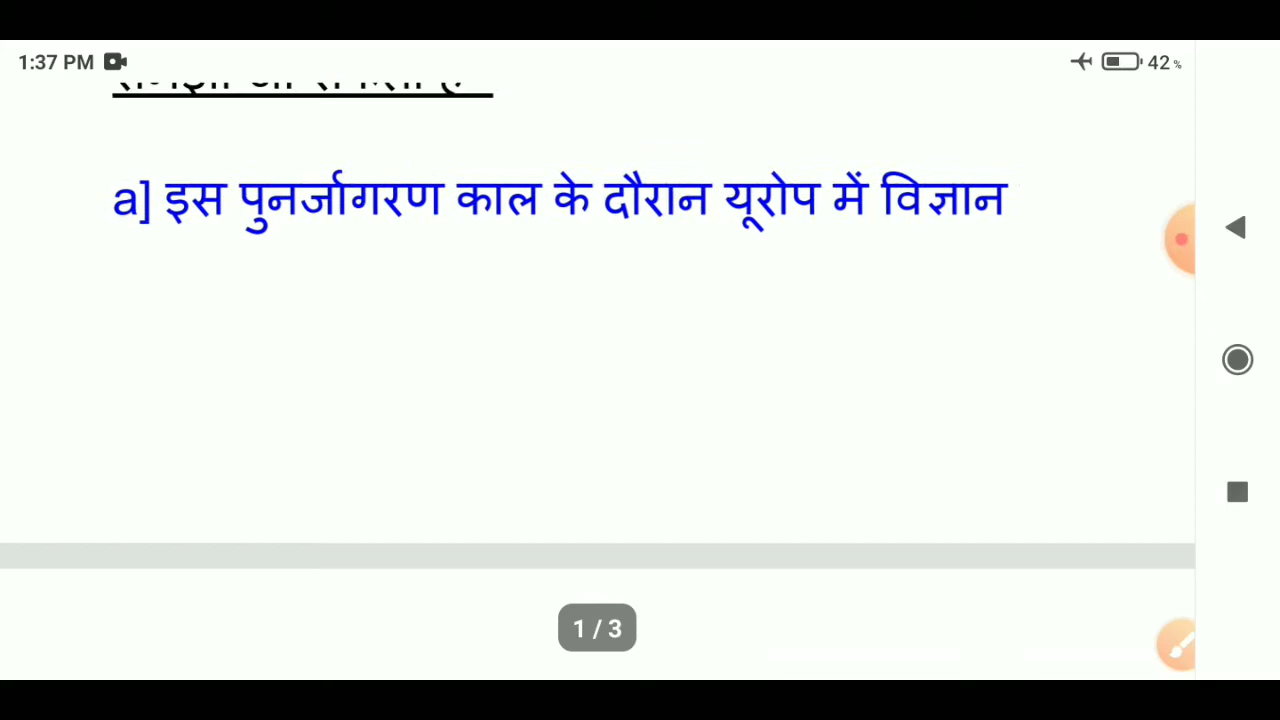 1:37 PM
42 %
a] इस पुनर्जागरण काल के दौरान यूरोप में विज्ञान
1 / 3